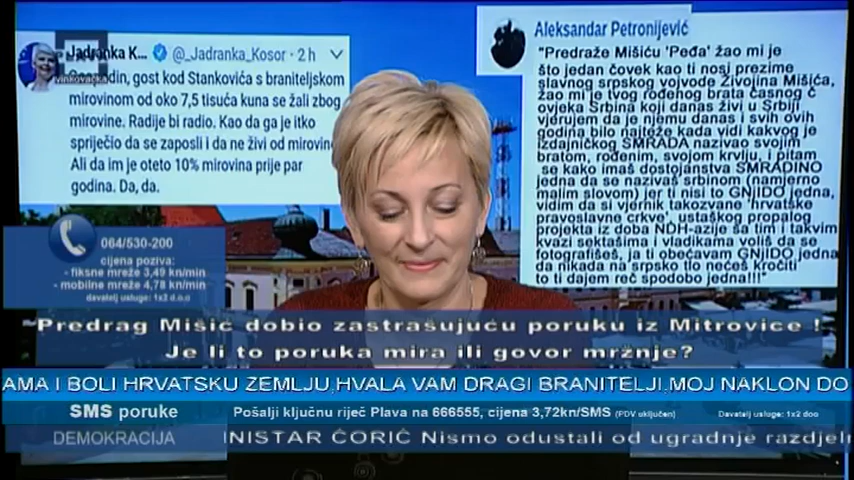 Jadranka K... @_Jadranka_Kosor · 2 h
vinkovačka
din, gost kod Stankovića s braniteljskom
mirovinom od oko 7,5 tisuća kuna se žali zbog
mirovine. Radije bi radio. Kao da ga je itko
spriječio da se zaposli i da ne živi od mirovin
Ali da im je oteto 10% mirovina prije par
godina. Da, da.
Aleksandar Petronijević
"Predraže Mišiću 'Peđa' žao mi je
što jedan čovek kao ti nosi prezime
slavnog srpskog vojvode Živojina Mišića,
žao mi je tvog rođenog brata časnog č
ovjeka Srbina koji danas živi u Srbiji
vjerujem da je njemu danas i svih ovih
godina bilo najteže kada vidi kakvog je
izdajničkog SMRADA nazivao svojim
bratom, rođenim, svojom krvlju, i pitam
se kako imaš dostojanstva SMRADINO
jedna da se nazivaš srbinom (namjerno
malim slovom) jer ti nisi to GNJIDO jedna,
vidim da si vjernik takozvane 'hrvatske
pravoslavne crkve', ustaškog propalog
projekta iz doba NDH-azije sa tim i takvim
kvazi sektašima i vladikama voliš da se
fotografišeš, ja ti obećavam GNJIDO jedna
da nikada na srpsko tlo nećeš kročiti
to ti dajem reč spodobo jedna!!!"
064/530-200
cijena poziva:
- fiksne mreže 3,49 kn/min
- mobilne mreže 4,78 kn/min
davatelj usluge: 1x2 d.o.o
Predrag Mišić dobio zastrašujuću poruku iz Mitrovice !
Je li to poruka mira ili govor mržnje?
AMA I BOLI HRVATSKU ZEMLJU,HVALA VAM DRAGI BRANITELJI..MOJ NAKLON DO
SMS poruke Pošalji ključnu riječ Plava na 666555, cijena 3,72kn/SMS (PDV uključen) Davatelj usluge: 1x2 doo
DEMOKRACIJA INISTAR ĆORIĆ Nismo odustali od ugradnje razdjeln